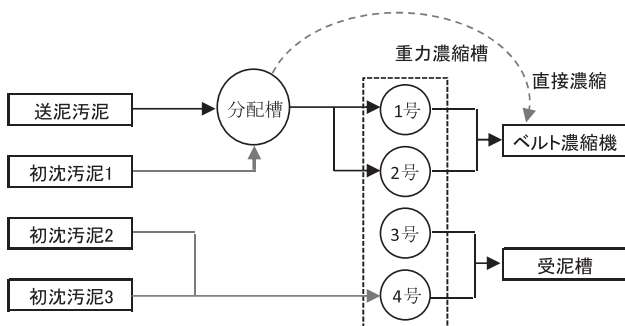 重力濃縮槽
直接濃縮
送泥汚泥
分配槽
1号
ベルト濃縮機
初沈汚泥1
2号
初沈汚泥2
3号
受泥槽
初沈汚泥3
4号